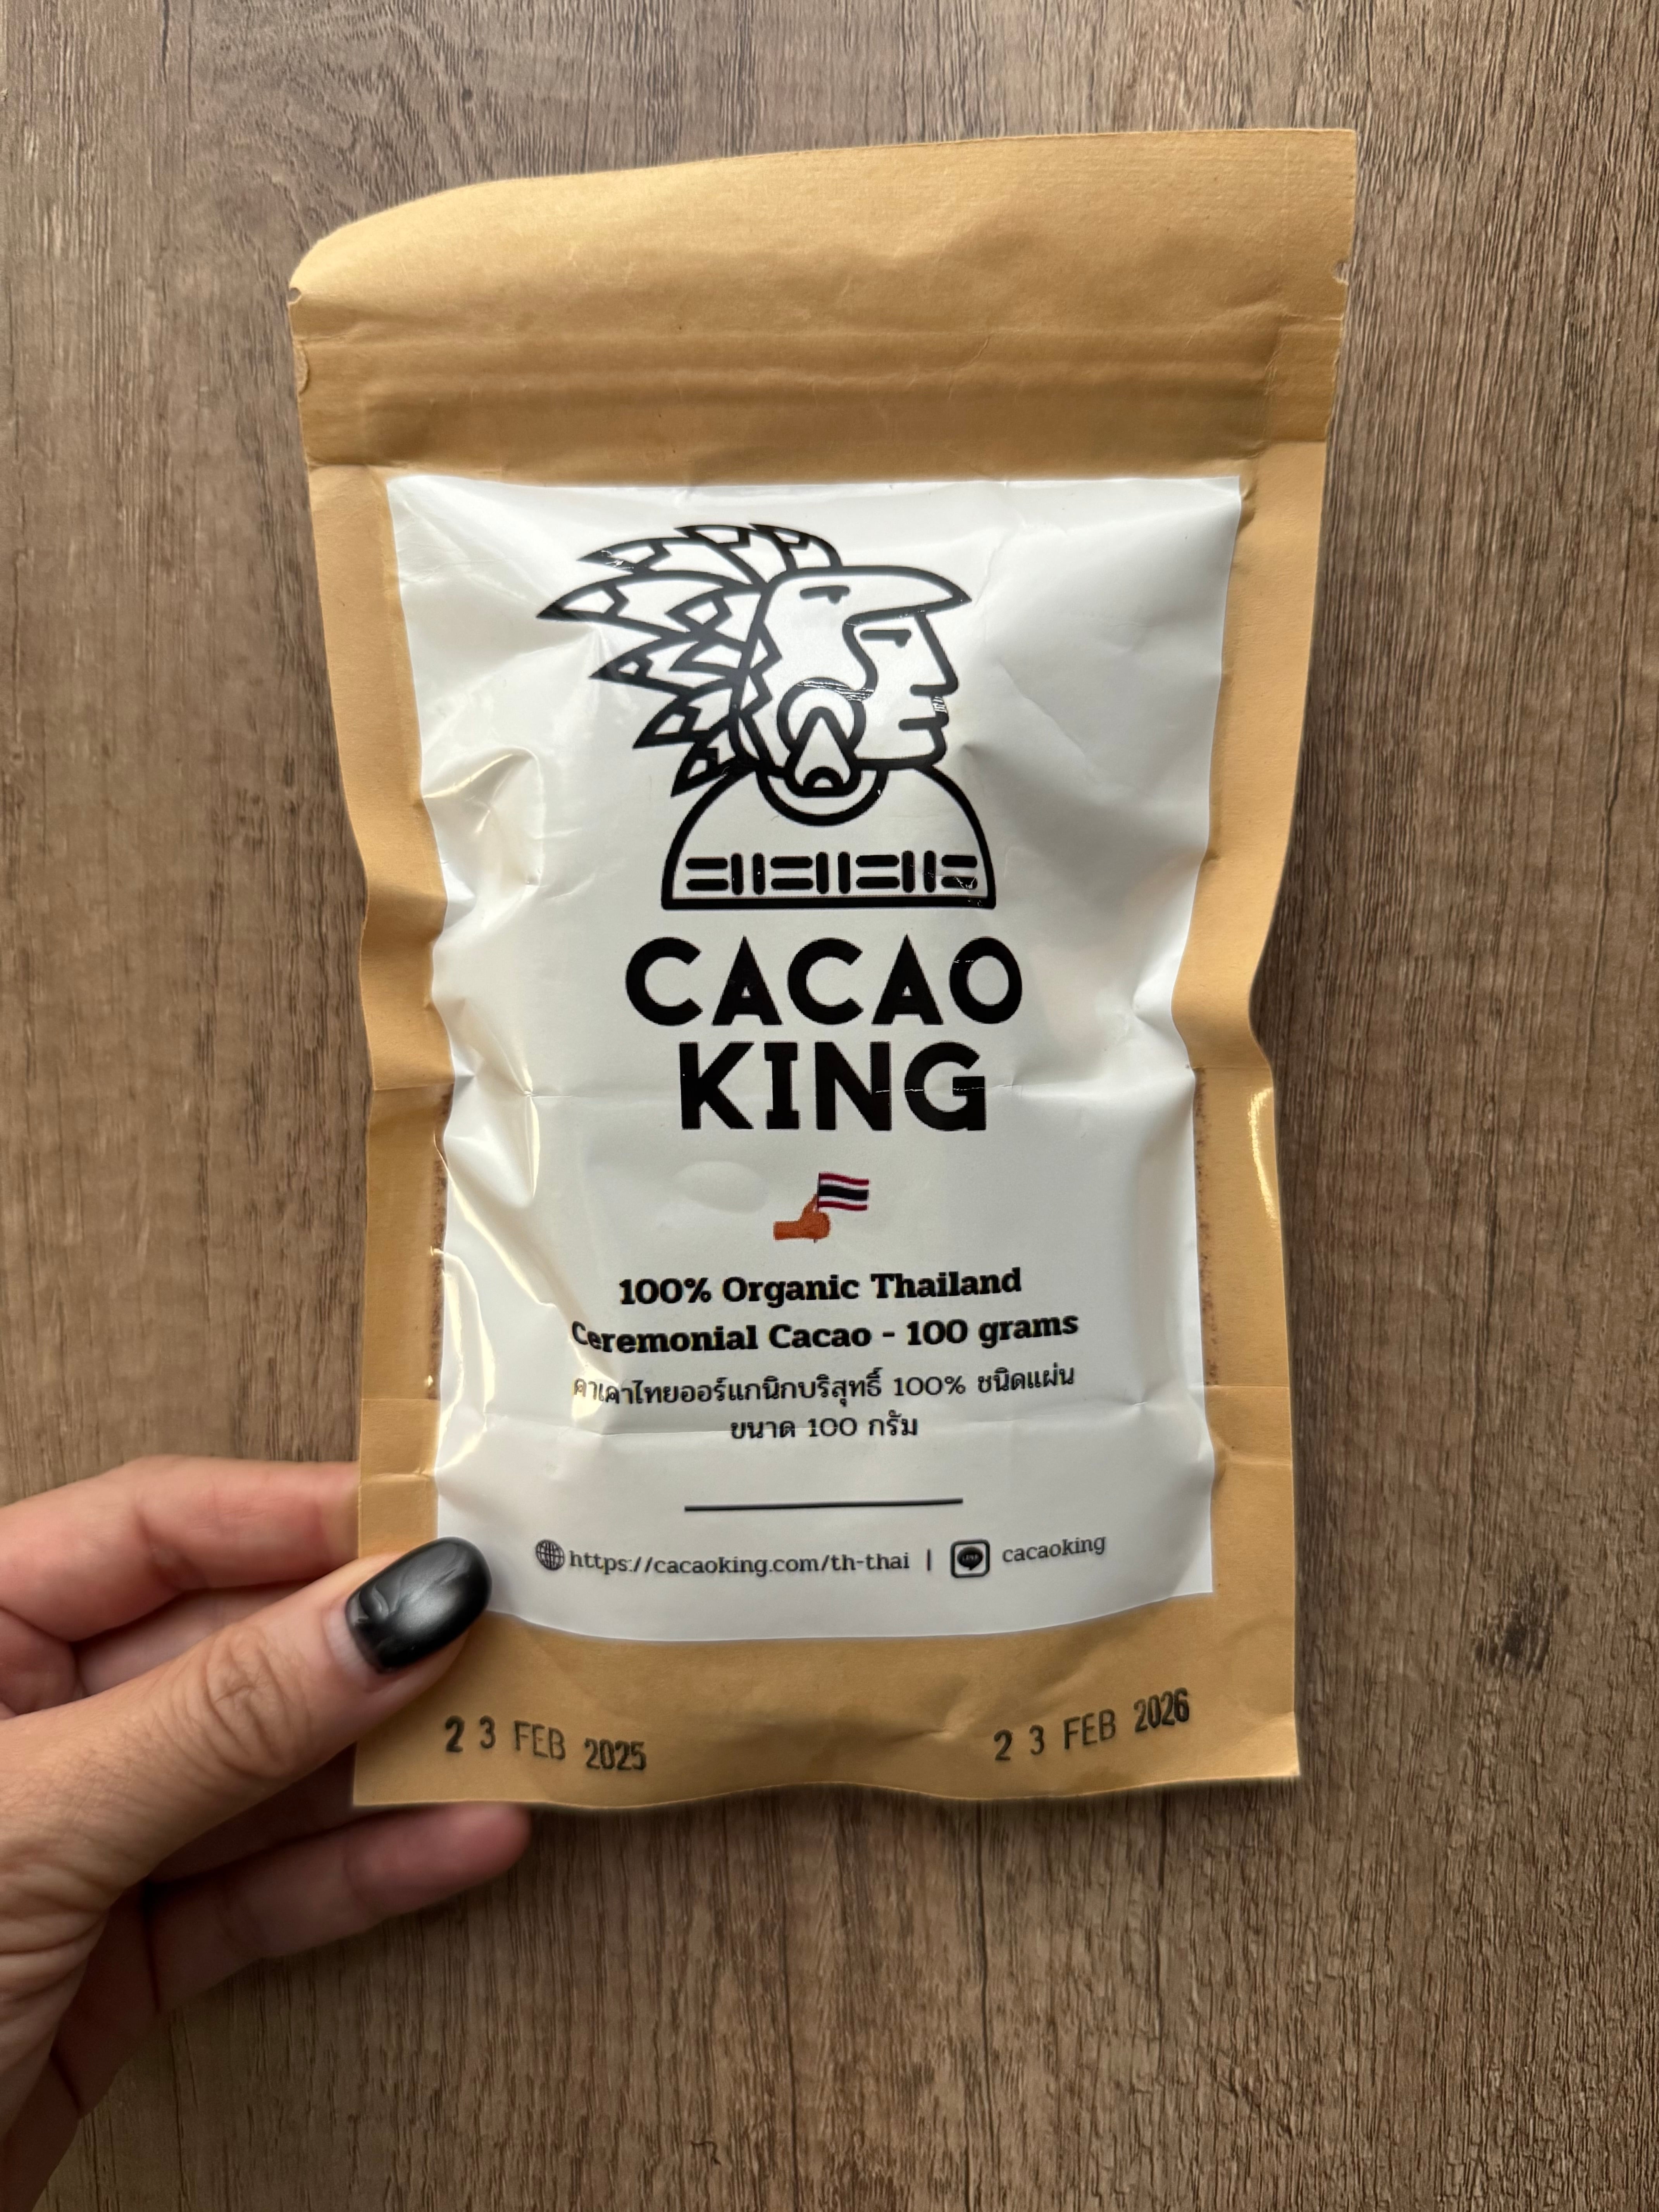 CACAO
KING
100% Organic Thailand
Ceremonial Cacao - 100 grams
คาเคาไทยออร์แกนิกบริสุทธิ์ 100% ชนิดแผ่น
ขนาด 100 กรัม
https://cacaoking.com/th-thai | LINE cacaoking
23 FEB 2025 23 FEB 2026